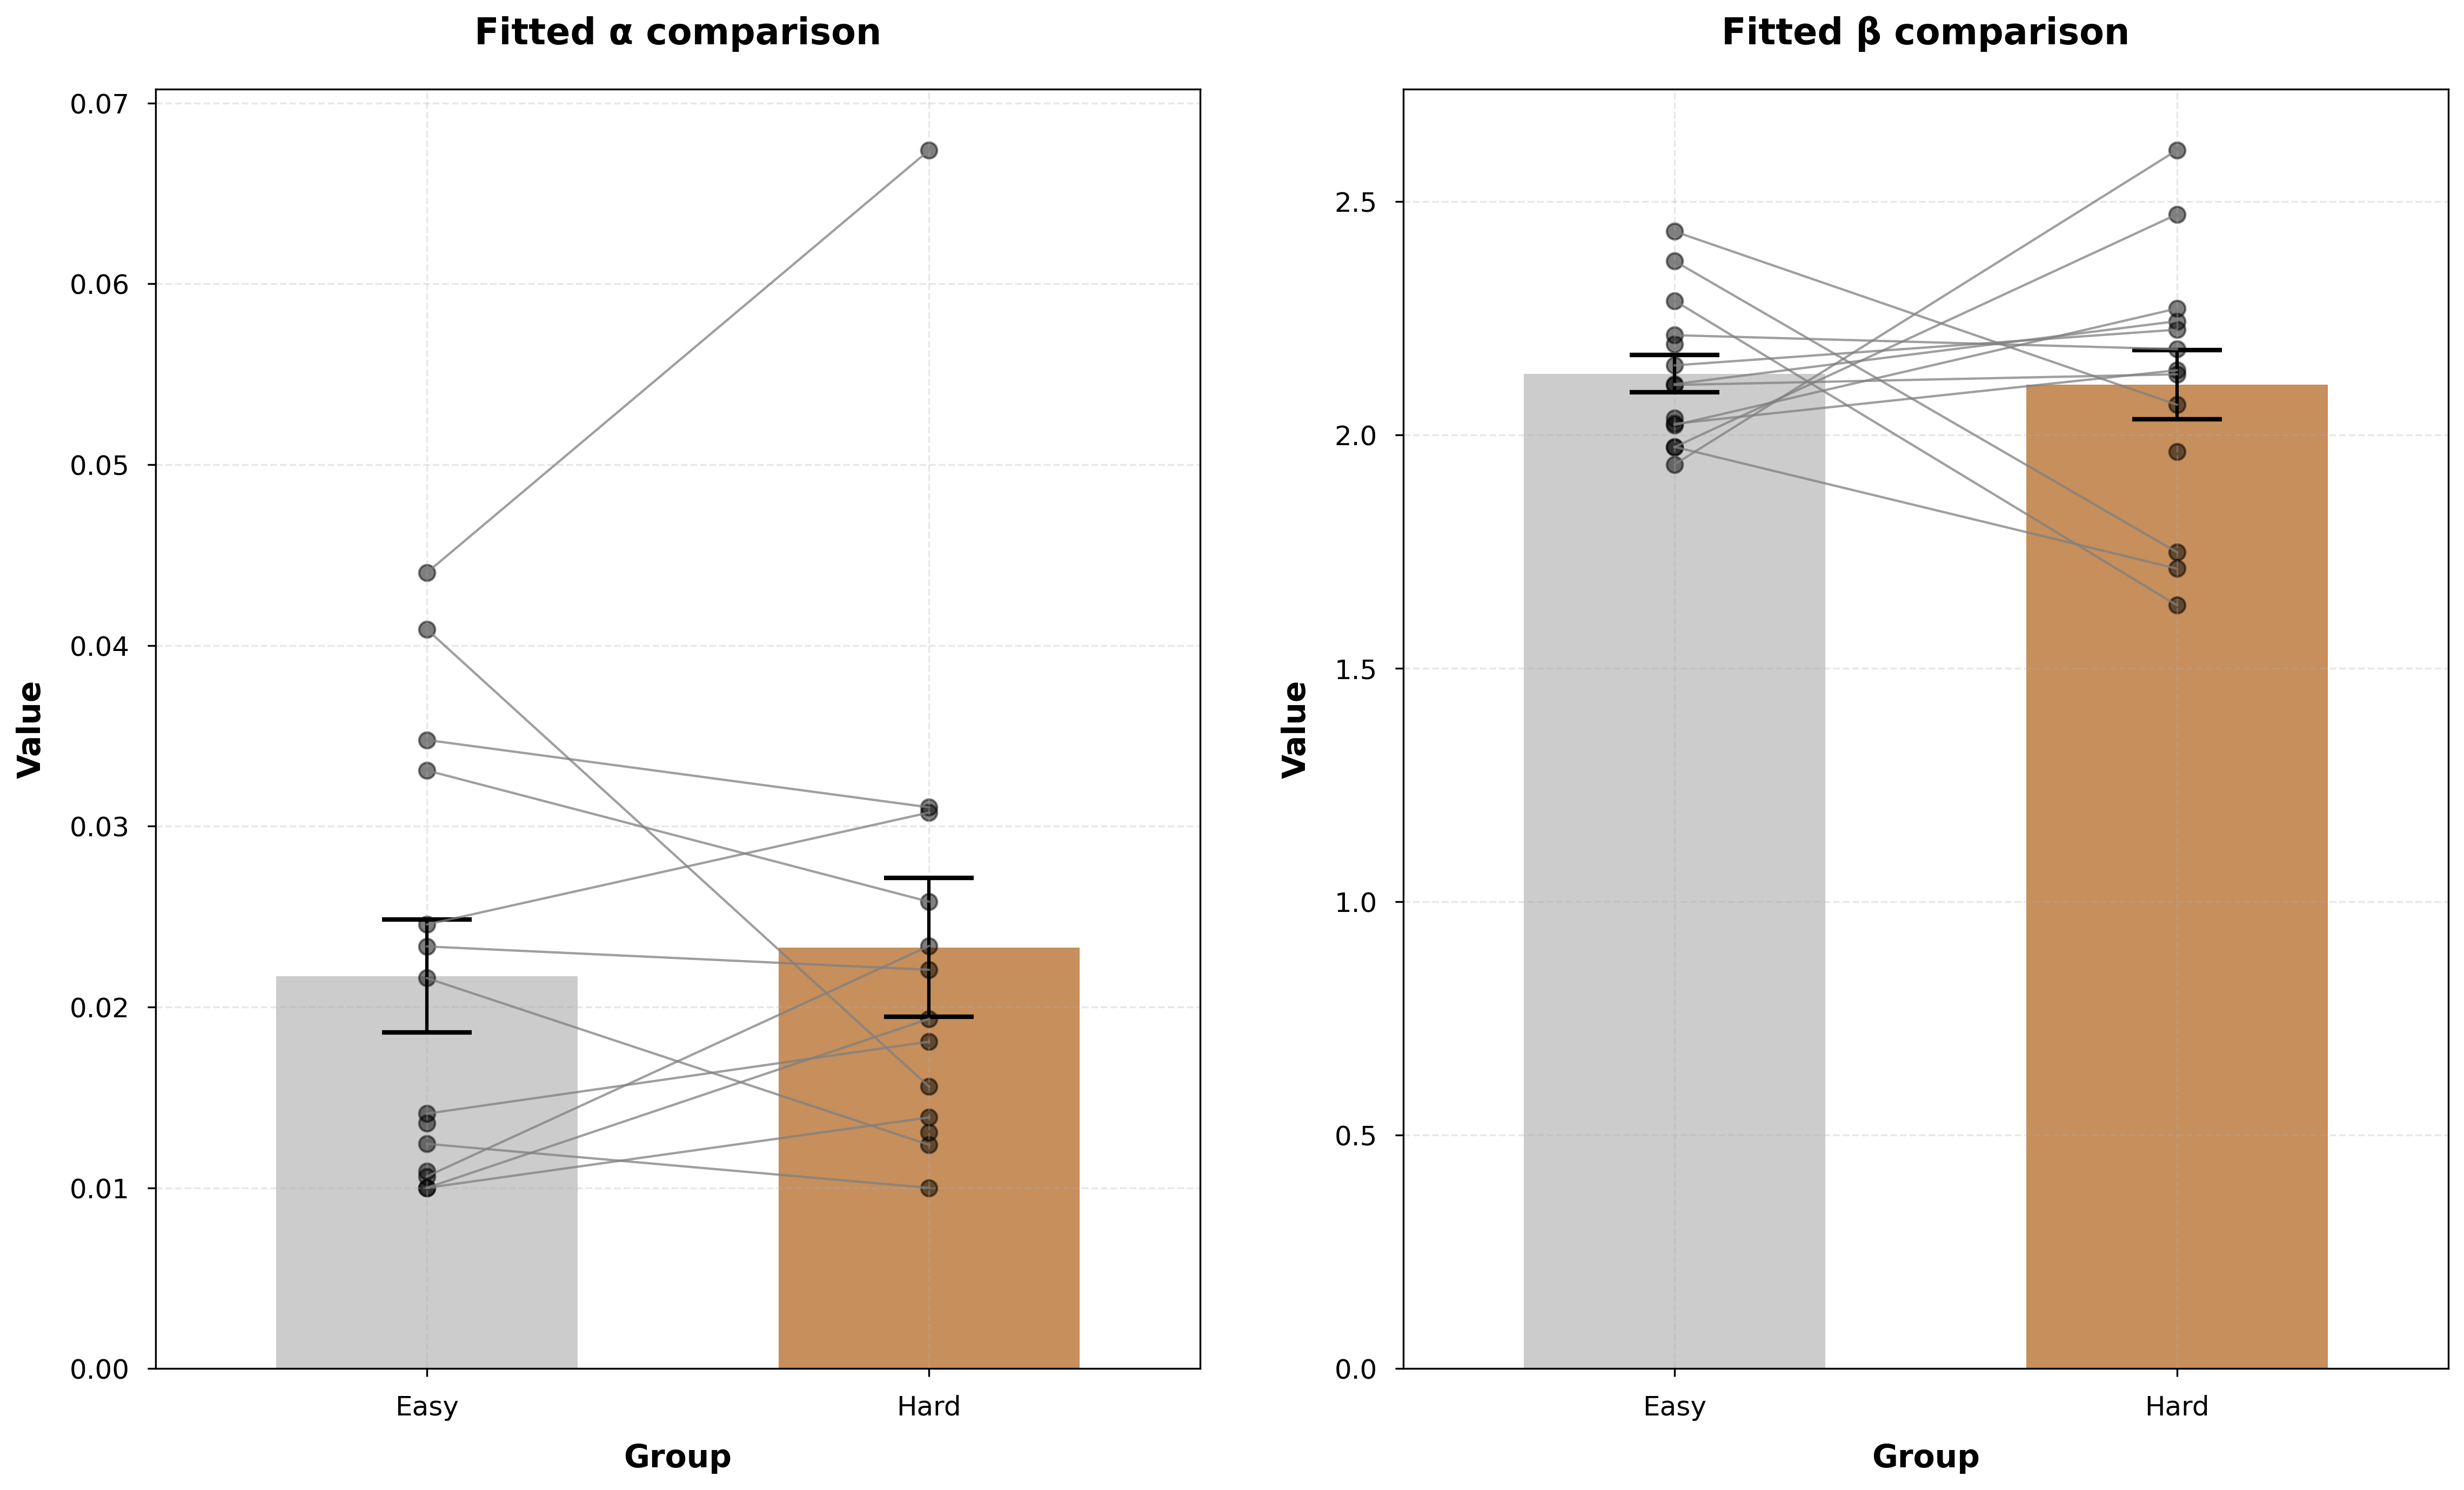 Fitted α comparison
Value
0.07
0.06
0.05
0.04
0.03
0.02
0.01
0.00
Easy Hard
Group
Fitted β comparison
Value
2.5
2.0
1.5
1.0
0.5
0.0
Easy Hard
Group